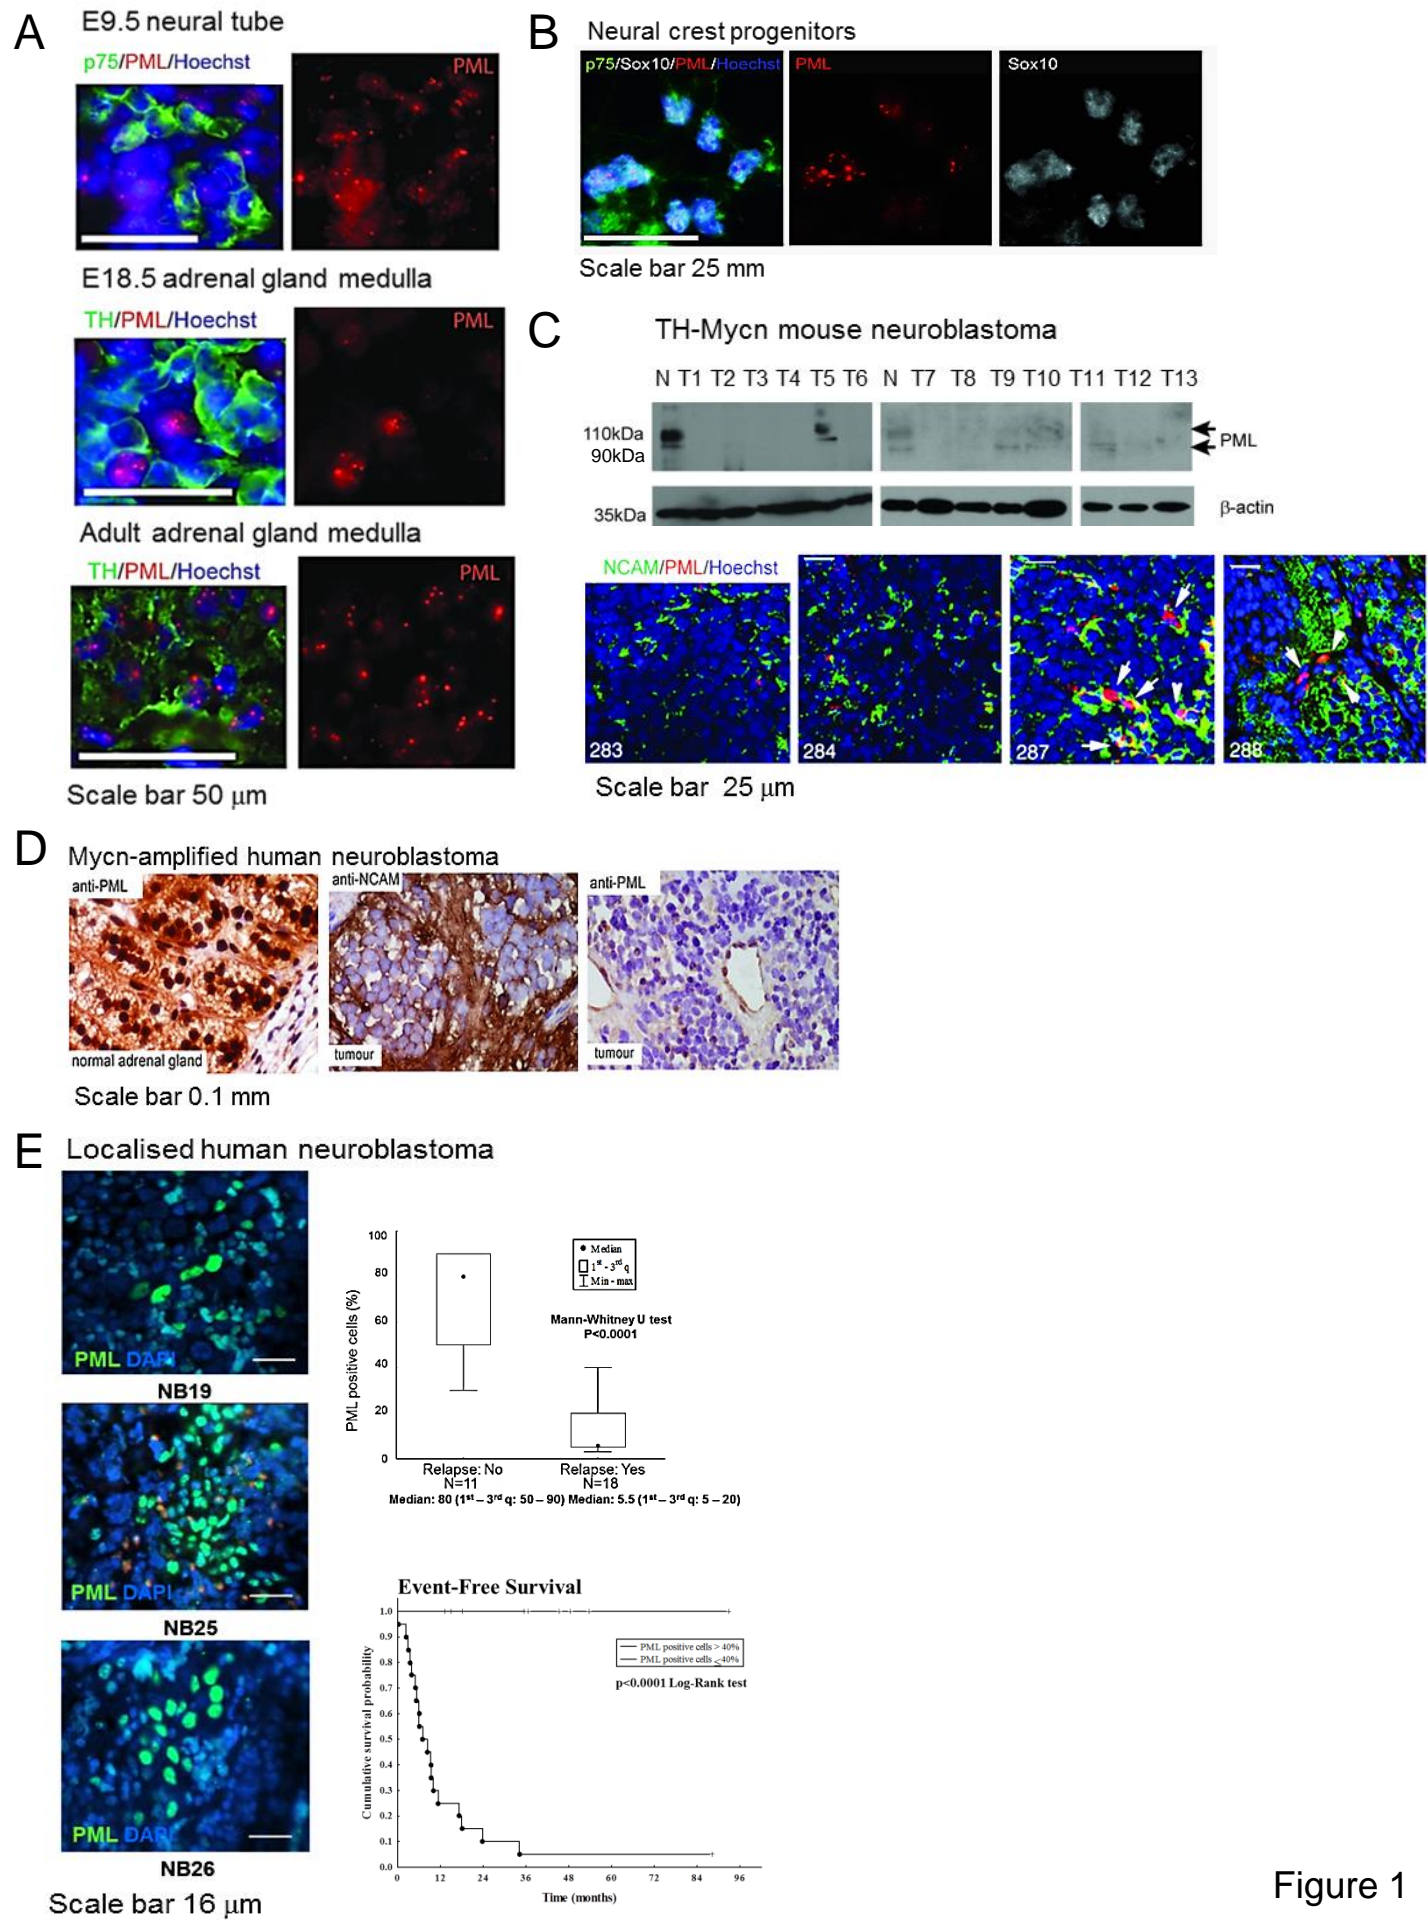 A
E9.5 neural tube
p75/PML/Hoechst
PML
E18.5 adrenal gland medulla
TH/PML/Hoechst
PML
Adult adrenal gland medulla
TH/PML/Hoechst
PML
Scale bar 50 μm
B
Neural crest progenitors
p75/Sox10/PML/Hoechst
PML
Sox10
Scale bar 25 mm
C
TH-Mycn mouse neuroblastoma
N T1 T2 T3 T4 T5 T6 N T7 T8 T9 T10 T11 T12 T13
110kDa
90kDa
PML
35kDa
β-actin
NCAM/PML/Hoechst
283
284
287
288
Scale bar 25 μm
D
Mycn-amplified human neuroblastoma
anti-PML
normal adrenal gland
anti-NCAM
tumour
anti-PML
tumour
Scale bar 0.1 mm
E
Localised human neuroblastoma
PML DAPI
NB19
PML DAPI
NB25
PML DAPI
NB26
Scale bar 16 μm
PML positive cells (%)
100
80
60
40
20
0
Median
1st - 3rd q
Min - max
Mann-Whitney U test
P<0.0001
Relapse: No
N=11
Relapse: Yes
N=18
Median: 80 (1st – 3rd q: 50 – 90) Median: 5.5 (1st – 3rd q: 5 – 20)
Event-Free Survival
Cumulative survival probability
1.0
0.9
0.8
0.7
0.6
0.5
0.4
0.3
0.2
0.1
0.0
PML positive cells > 40%
PML positive cells ≤40%
p<0.0001 Log-Rank test
0 12 24 36 48 60 72 84 96
Time (months)
Figure 1